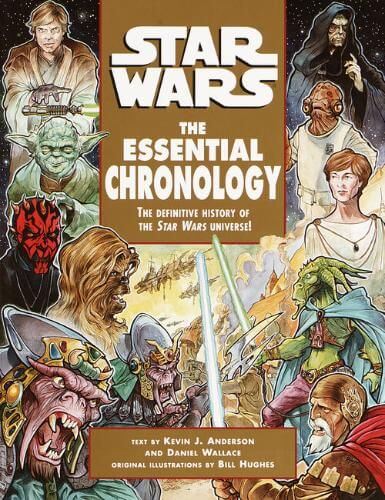 STAR
WARS
THE
ESSENTIAL
CHRONOLOGY
THE DEFINITIVE HISTORY OF
THE STAR WARS UNIVERSE!
TEXT BY KEVIN J. ANDERSON
AND DANIEL WALLACE
ORIGINAL ILLUSTRATIONS BY BILL HUGHES